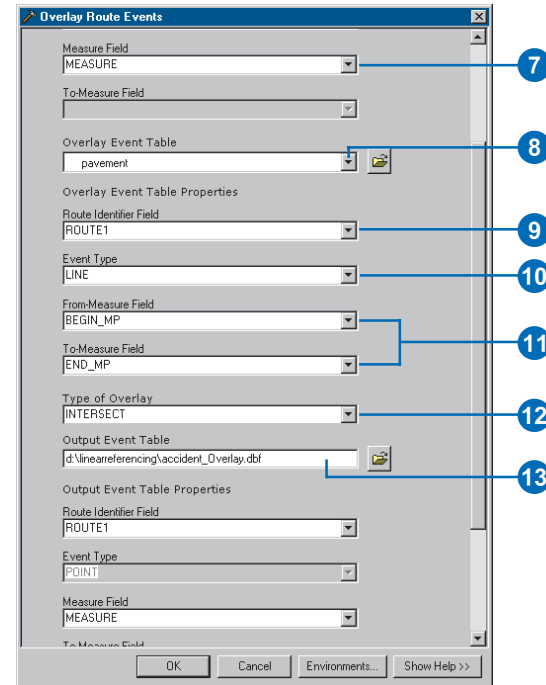 Overlay Route Events
Measure Field
MEASURE
7
To-Measure Field
Overlay Event Table
8
pavement
Overlay Event Table Properties
Route Identifier Field
ROUTE1
9
Event Type
LINE
10
From-Measure Field
BEGIN_MP
11
To-Measure Field
END_MP
Type of Overlay
INTERSECT
12
Output Event Table
d:\linearreferencing\accident_Overlay.dbf
13
Output Event Table Properties
Route Identifier Field
ROUTE1
Event Type
POINT
Measure Field
MEASURE
To-Measure Field
OK Cancel Environments... Show Help >>